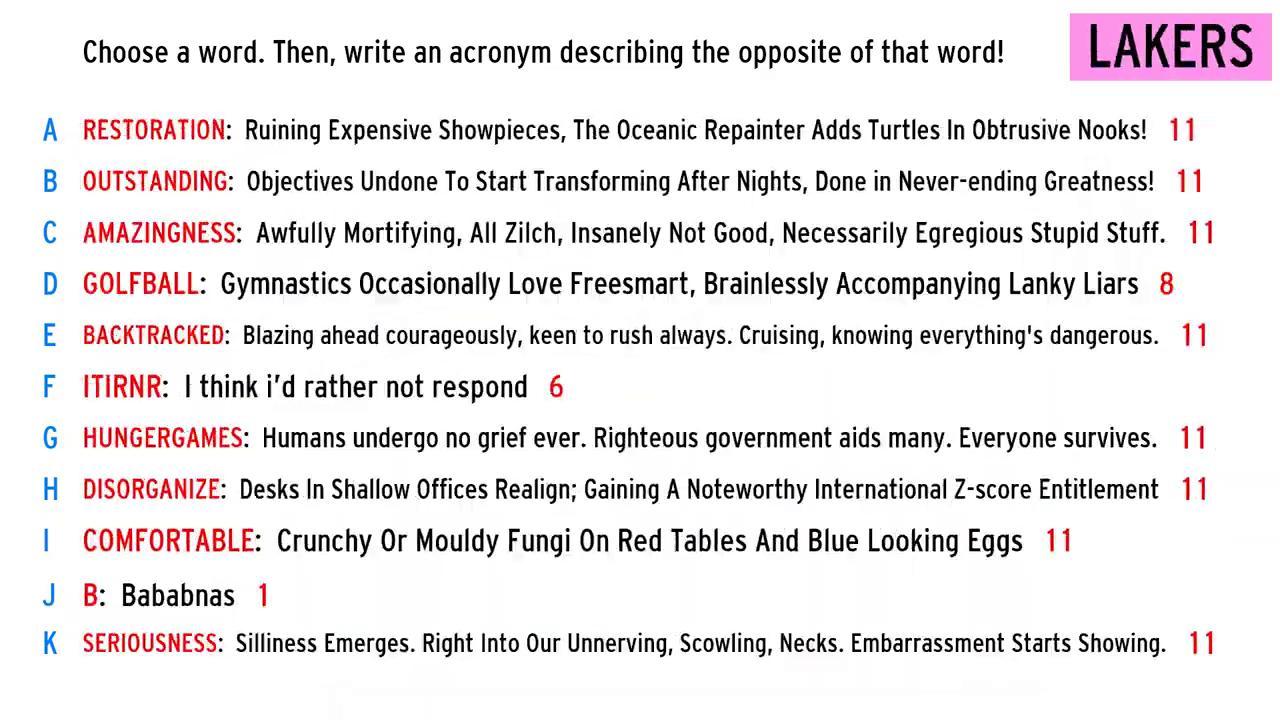 Choose a word. Then, write an acronym describing the opposite of that word!
LAKERS
A RESTORATION: Ruining Expensive Showpieces, The Oceanic Repainter Adds Turtles In Obtrusive Nooks! 11
B OUTSTANDING: Objectives Undone To Start Transforming After Nights, Done in Never-ending Greatness! 11
C AMAZINGNESS: Awfully Mortifying, All Zilch, Insanely Not Good, Necessarily Egregious Stupid Stuff. 11
D GOLFBALL: Gymnastics Occasionally Love Freesmart, Brainlessly Accompanying Lanky Liars 8
E BACKTRACKED: Blazing ahead courageously, keen to rush always. Cruising, knowing everything's dangerous. 11
F ITIRNR: I think i'd rather not respond 6
G HUNGERGAMES: Humans undergo no grief ever. Righteous government aids many. Everyone survives. 11
H DISORGANIZE: Desks In Shallow Offices Realign; Gaining A Noteworthy International Z-score Entitlement 11
I COMFORTABLE: Crunchy Or Mouldy Fungi On Red Tables And Blue Looking Eggs 11
J B: Bababnas 1
K SERIOUSNESS: Silliness Emerges. Right Into Our Unnerving, Scowling, Necks. Embarrassment Starts Showing. 11